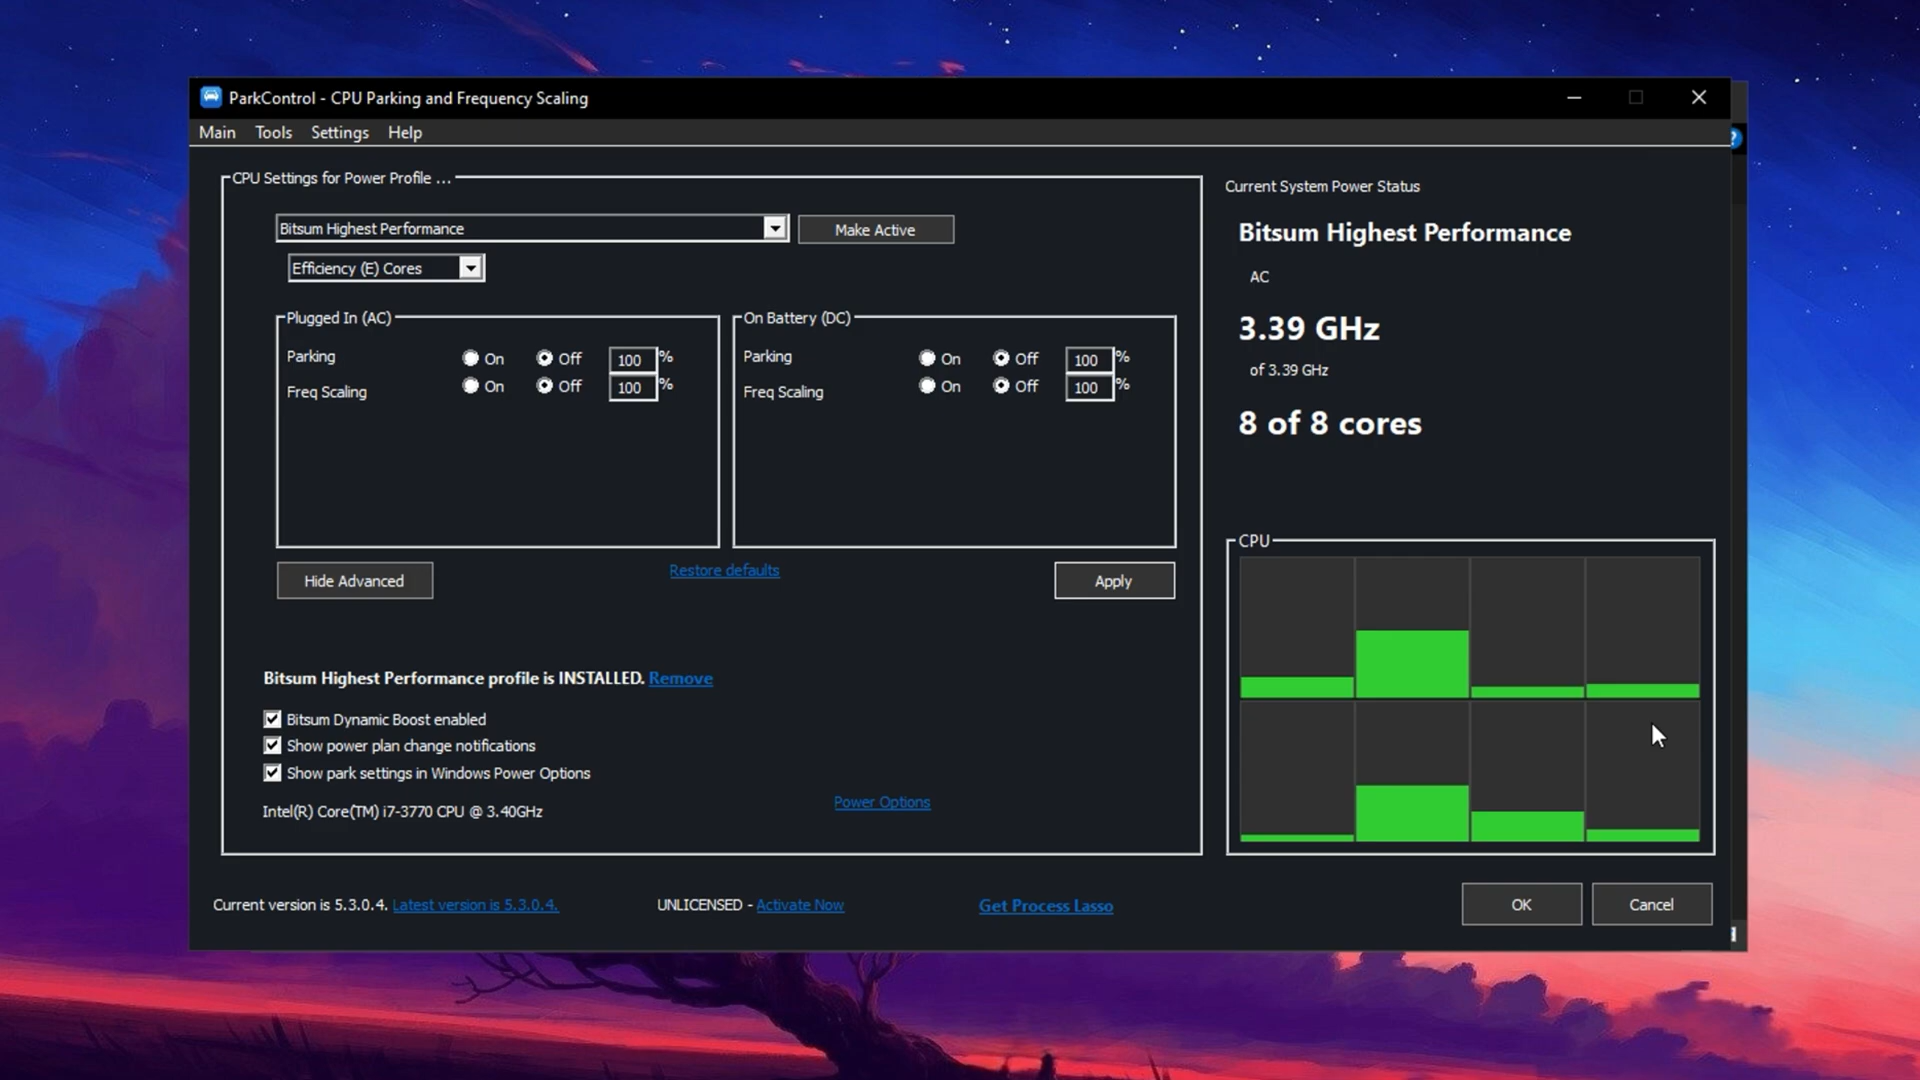 ParkControl - CPU Parking and Frequency Scaling
Main Tools Settings Help
CPU Settings for Power Profile ...
Bitsum Highest Performance
Make Active
Efficiency (E) Cores
Plugged In (AC)
Parking On Off 100 %
Freq Scaling On Off 100 %
On Battery (DC)
Parking On Off 100 %
Freq Scaling On Off 100 %
Hide Advanced
Restore defaults
Apply
Bitsum Highest Performance profile is INSTALLED. Remove
Bitsum Dynamic Boost enabled
Show power plan change notifications
Show park settings in Windows Power Options
Intel(R) Core(TM) i7-3770 CPU @ 3.40GHz
Power Options
Current System Power Status
Bitsum Highest Performance
AC
3.39 GHz
of 3.39 GHz
8 of 8 cores
CPU
Current version is 5.3.0.4. Latest version is 5.3.0.4.
UNLICENSED - Activate Now
Get Process Lasso
OK
Cancel